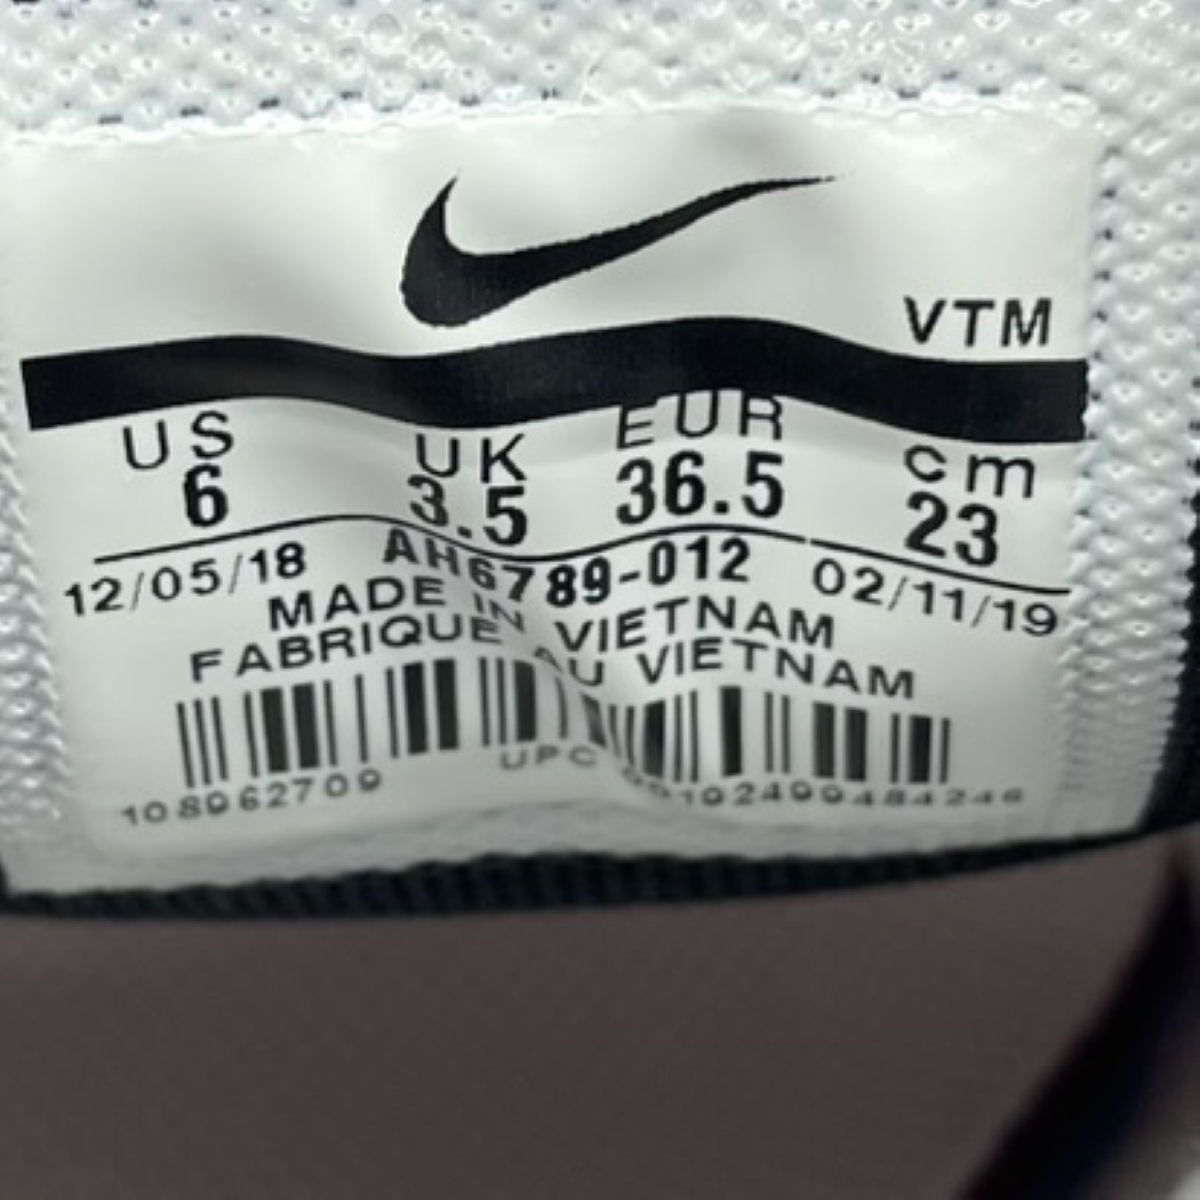 VTM
US UK EUR cm
6 3.5 36.5 23
12/05/18 AH6789-012 02/11/19
MADE IN VIETNAM
FABRIQUE AU VIETNAM
108962709 UPC